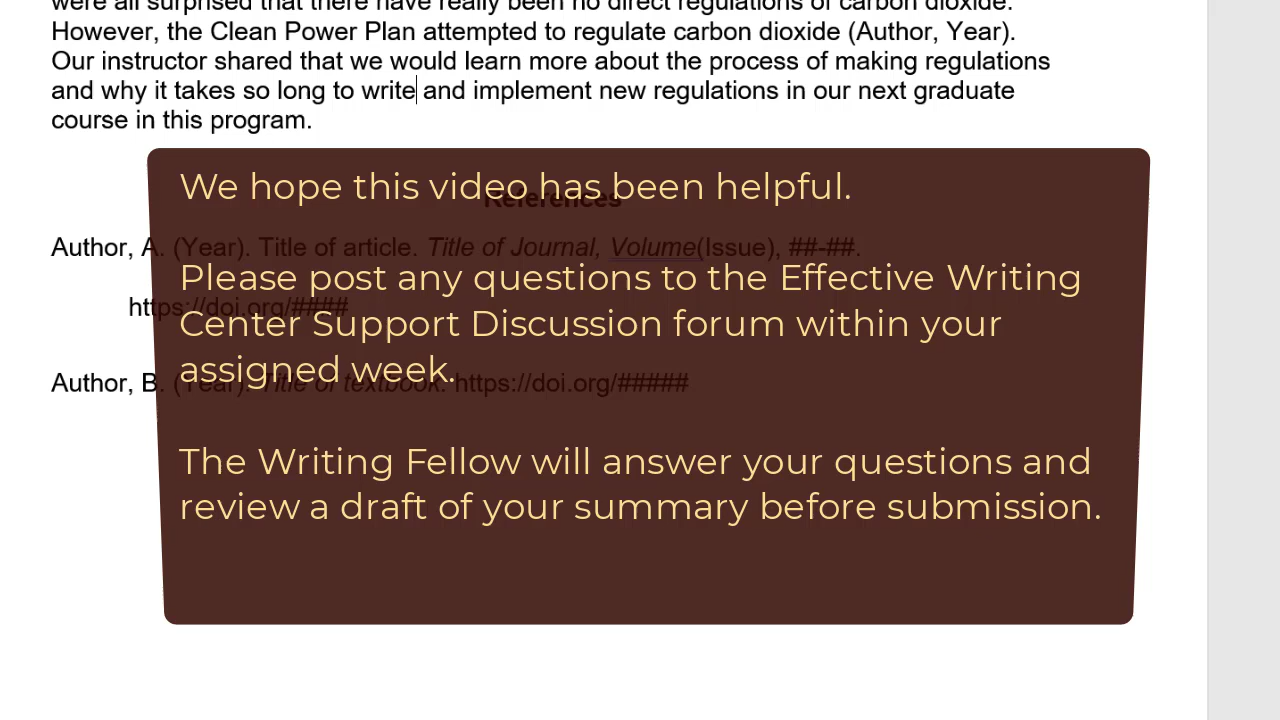 were all surprised that there have really been no direct regulations of carbon dioxide.
However, the Clean Power Plan attempted to regulate carbon dioxide (Author, Year).
Our instructor shared that we would learn more about the process of making regulations
and why it takes so long to write and implement new regulations in our next graduate
course in this program.
We hope this video has been helpful.
References
Author, A. (Year). Title of article. Title of Journal, Volume(Issue), ##-##.
Please post any questions to the Effective Writing
https://doi.org/####
Center Support Discussion forum within your
assigned week.
Author, B. (Year). Title of textbook. https://doi.org/#####
The Writing Fellow will answer your questions and
review a draft of your summary before submission.